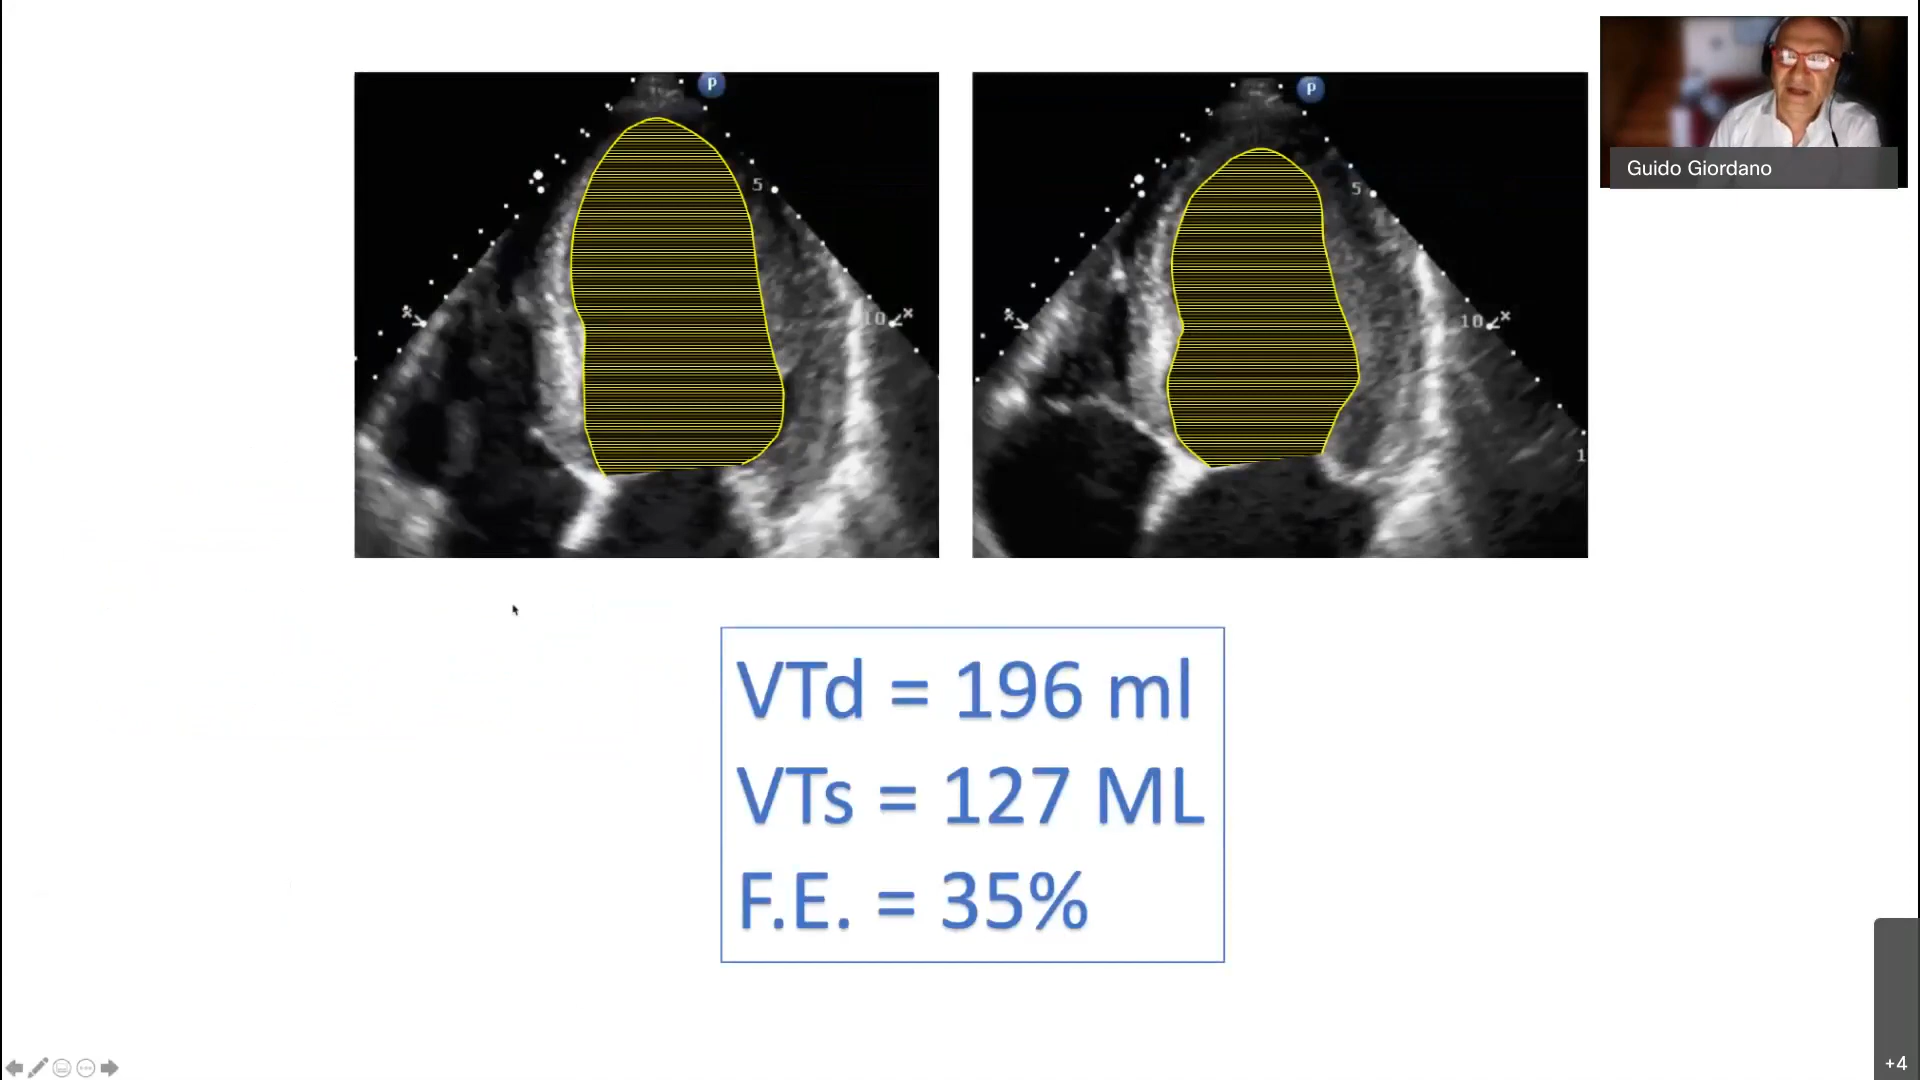 P
5
10
P
5
10
1
Guido Giordano
VTd = 196 ml
VTs = 127 ML
F.E. = 35%
+4